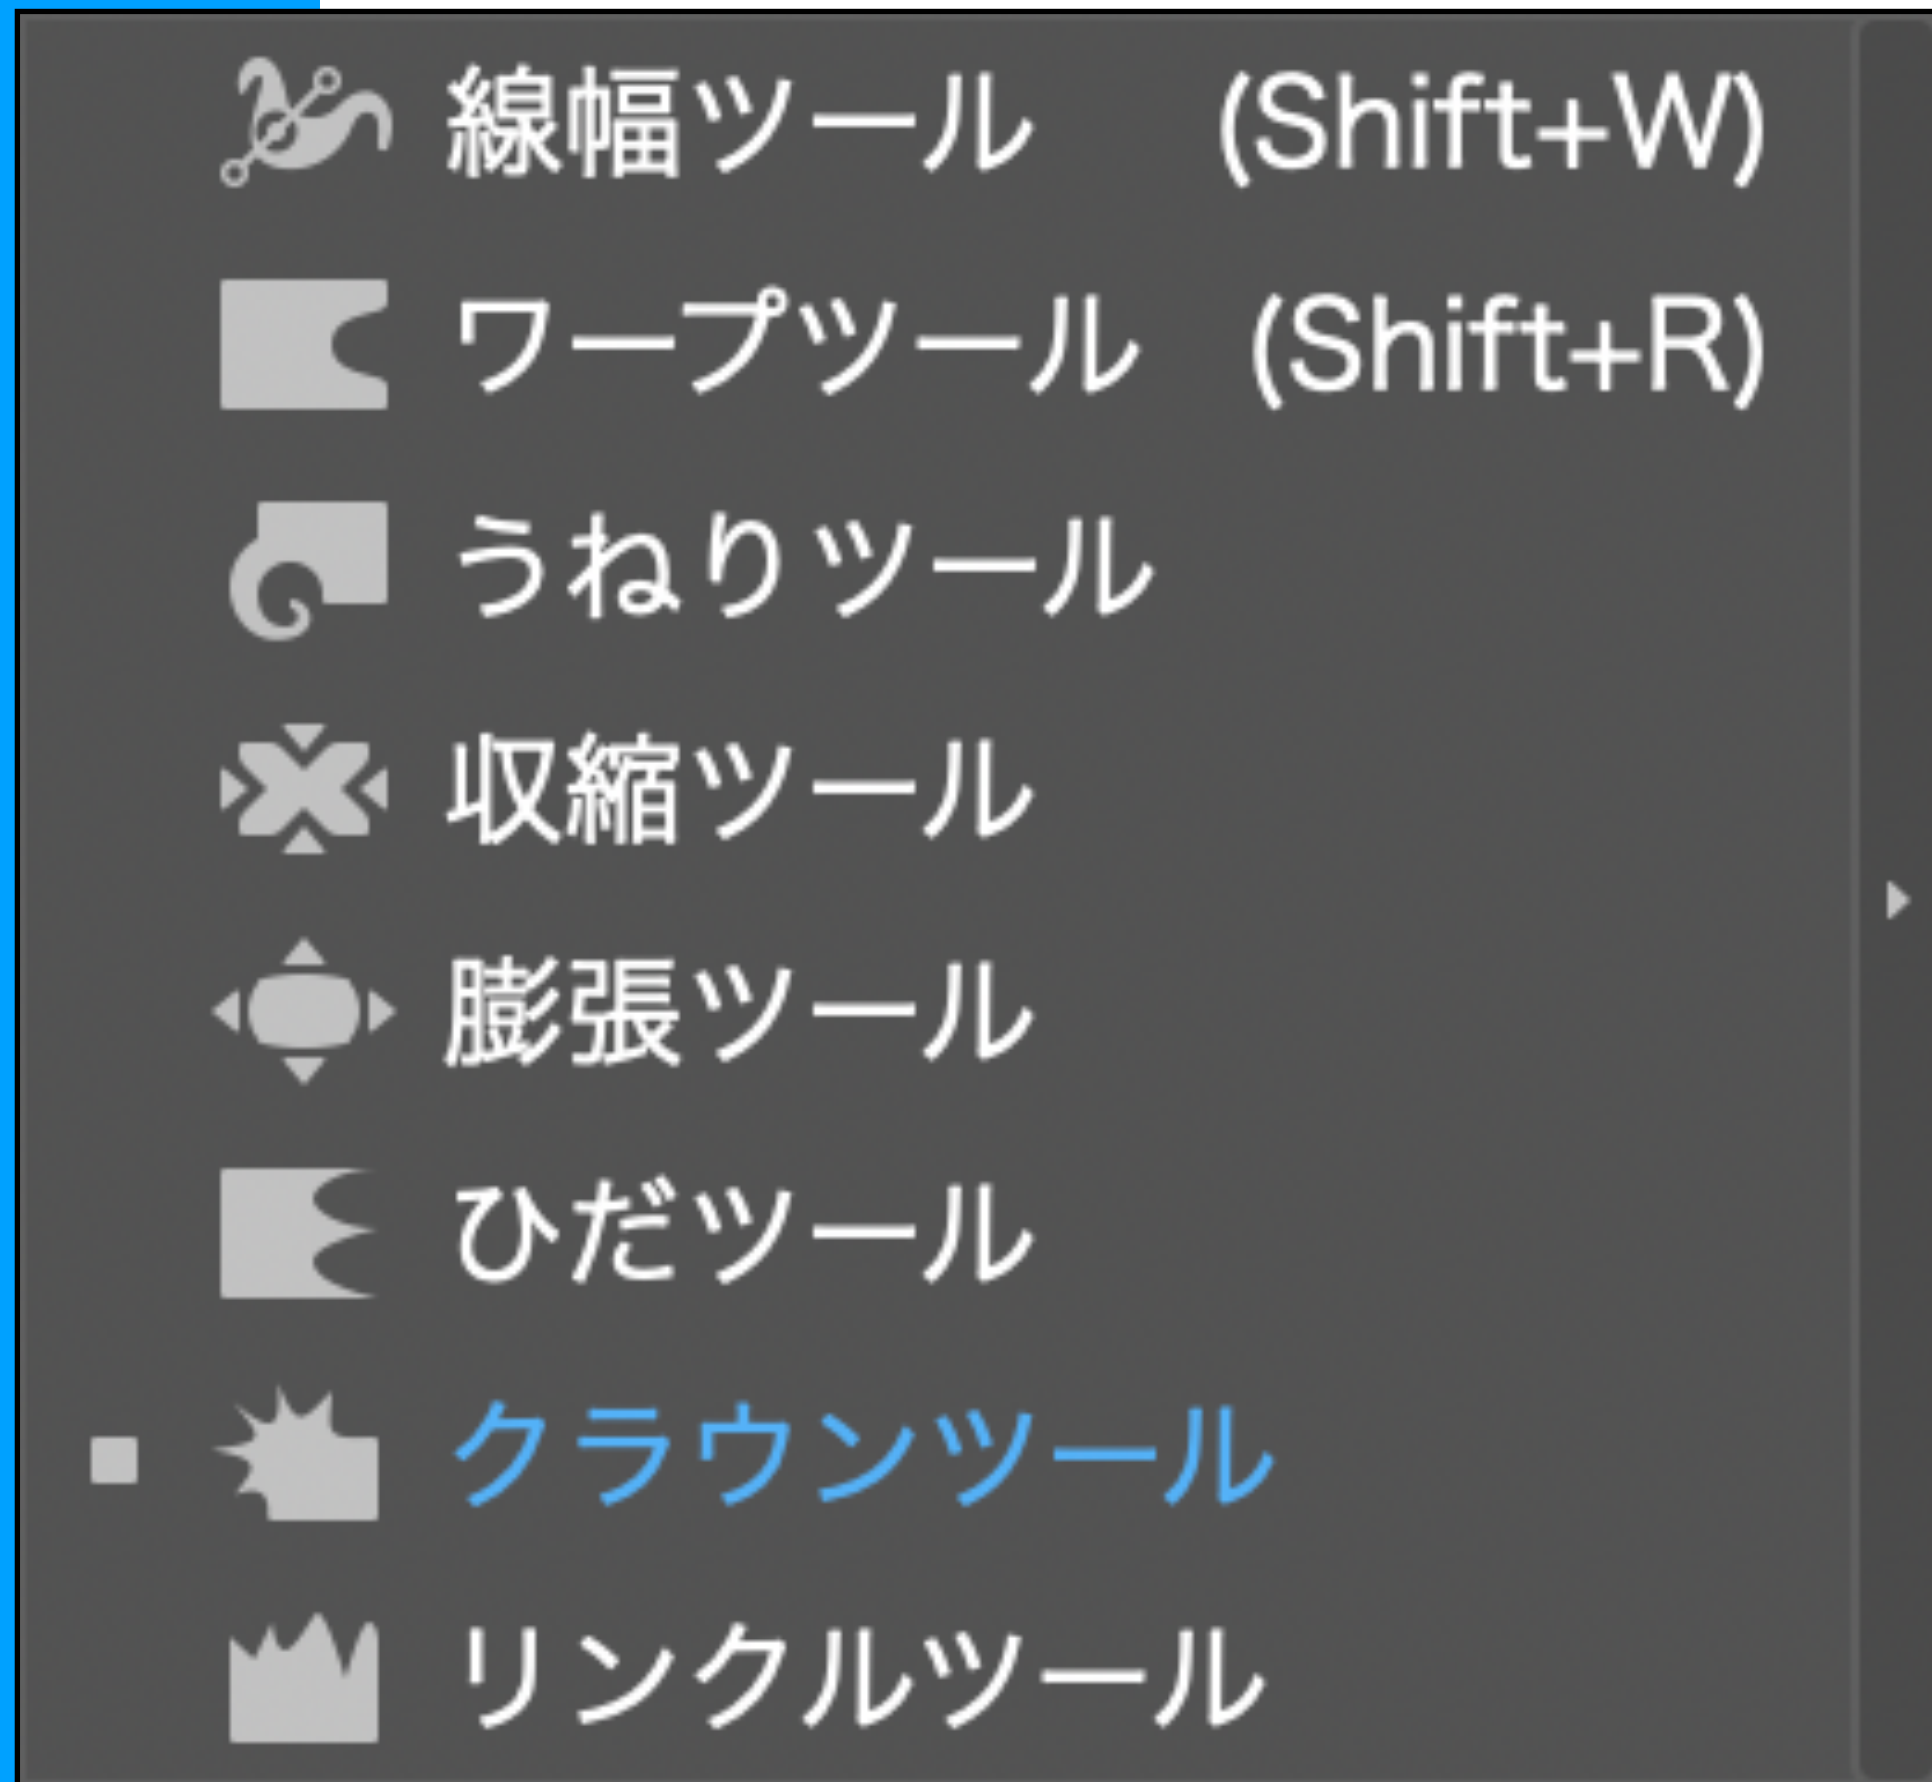 線幅ツール (Shift+W)
ワープツール (Shift+R)
うねりツール
収縮ツール
膨張ツール
ひだツール
クラウンツール
リンクルツール